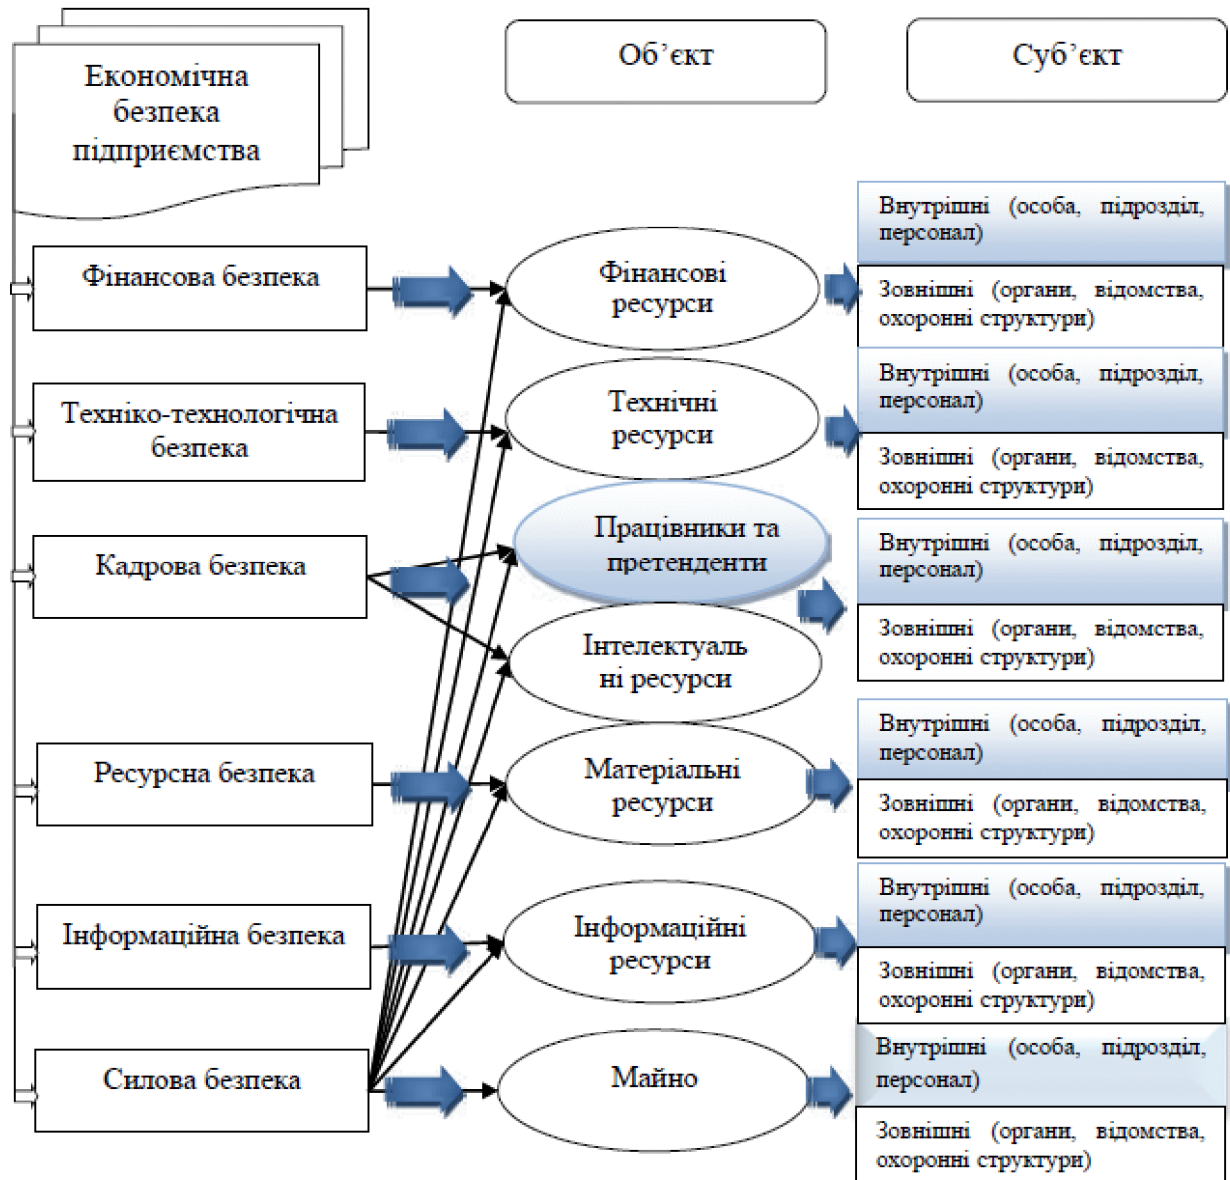 Економічна
безпека
підприємства
Об’єкт
Суб’єкт
Фінансова безпека
Фінансові
ресурси
Внутрішні (особа, підрозділ,
персонал)
Зовнішні (органи, відомства,
охоронні структури)
Техніко-технологічна
безпека
Технічні
ресурси
Внутрішні (особа, підрозділ,
персонал)
Зовнішні (органи, відомства,
охоронні структури)
Кадрова безпека
Працівники та
претенденти
Інтелектуаль
ні ресурси
Внутрішні (особа, підрозділ,
персонал)
Зовнішні (органи, відомства,
охоронні структури)
Ресурсна безпека
Матеріальні
ресурси
Внутрішні (особа, підрозділ,
персонал)
Зовнішні (органи, відомства,
охоронні структури)
Інформаційна безпека
Інформаційні
ресурси
Внутрішні (особа, підрозділ,
персонал)
Зовнішні (органи, відомства,
охоронні структури)
Силова безпека
Майно
Внутрішні (особа, підрозділ,
персонал)
Зовнішні (органи, відомства,
охоронні структури)